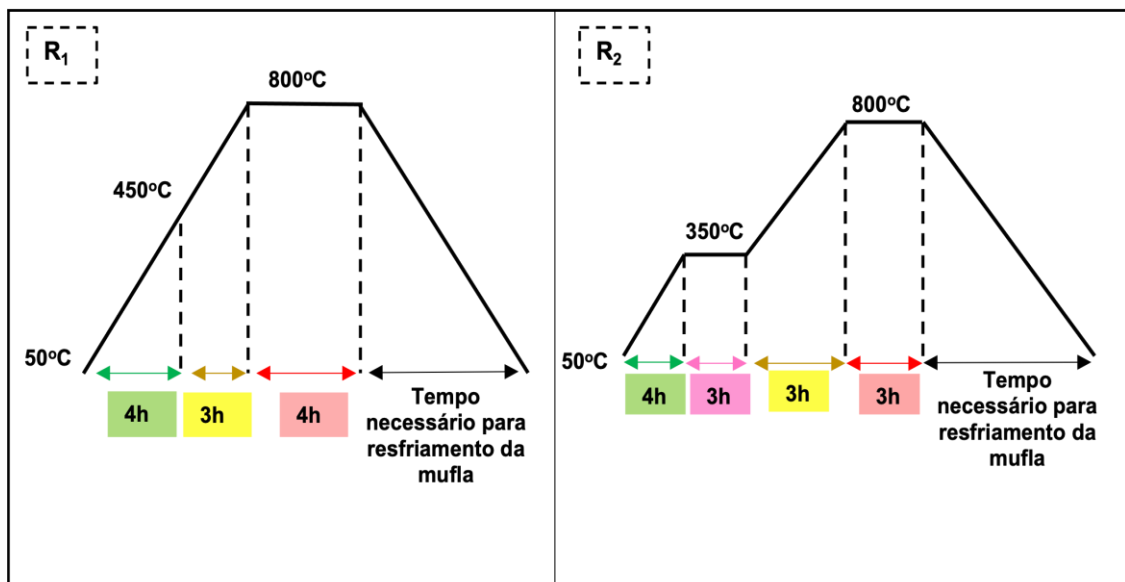 R₁
800ºC
450ºC
50ºC
4h
3h
4h
Tempo
necessário para
resfriamento da
mufla
R₂
800ºC
350ºC
50ºC
4h
3h
3h
3h
Tempo
necessário para
resfriamento da
mufla